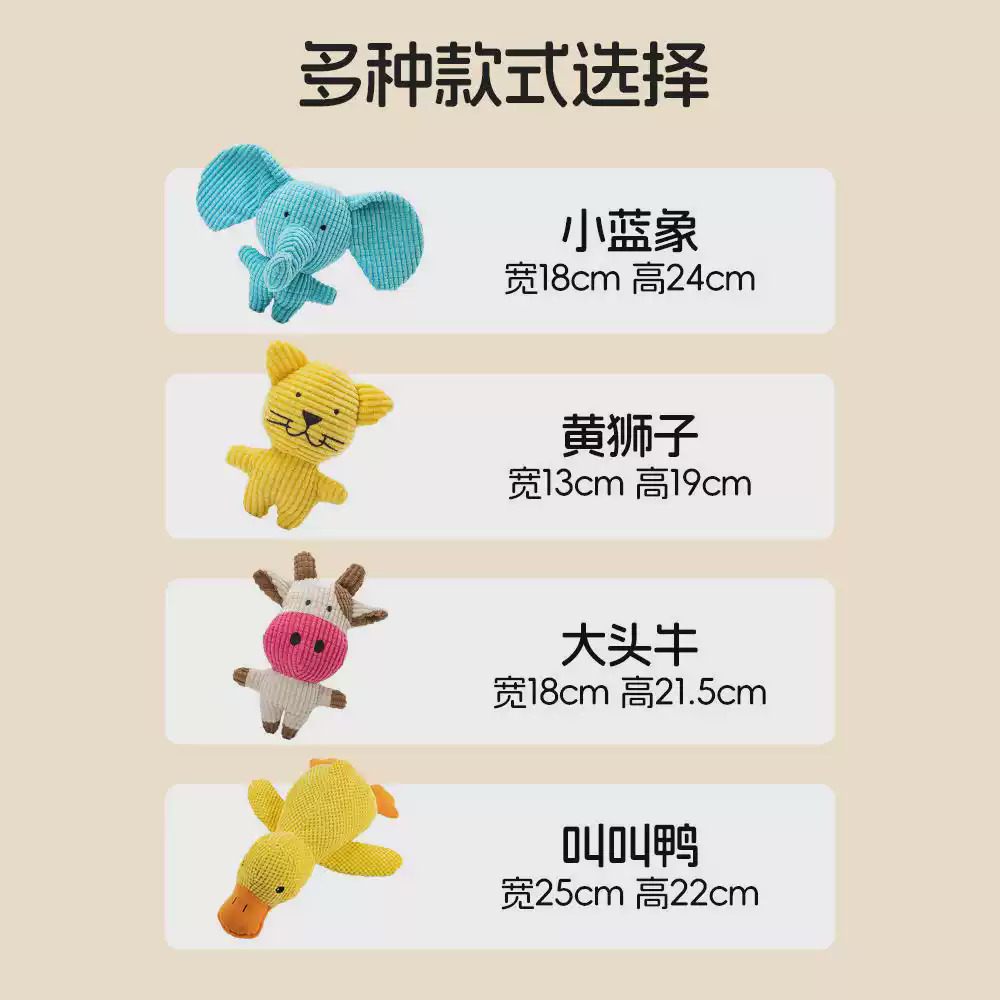 多种款式选择
小蓝象
宽18cm 高24cm
黄狮子
宽13cm 高19cm
大头牛
宽18cm 高21.5cm
叫叫鸭
宽25cm 高22cm